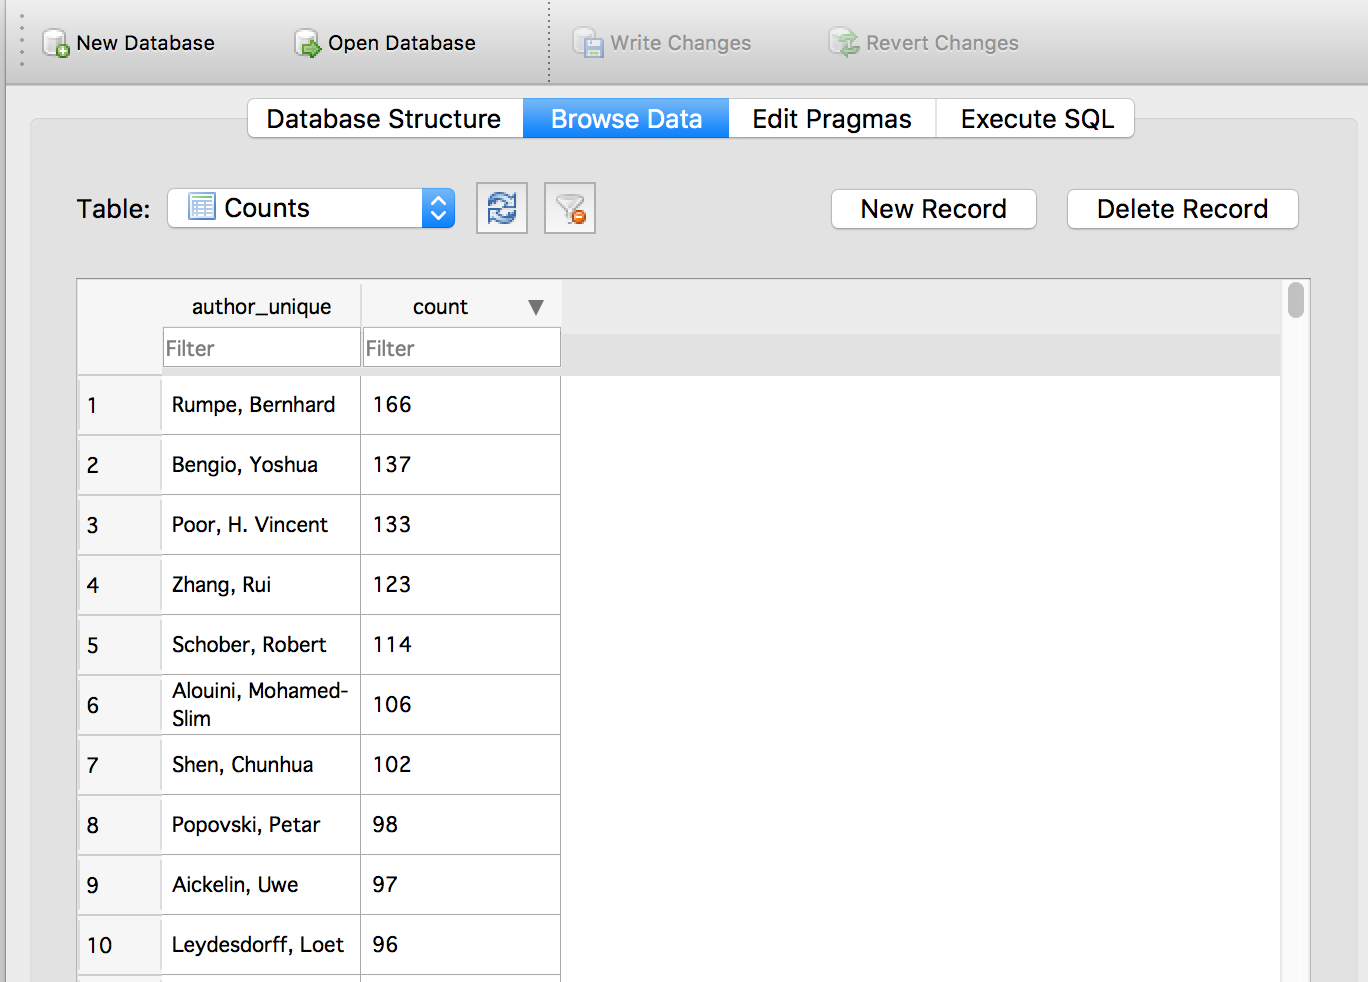 New Database Open Database Write Changes Revert Changes
Database Structure Browse Data Edit Pragmas Execute SQL
Table: Counts New Record Delete Record
author_unique count
Filter Filter
1 Rumpe, Bernhard 166
2 Bengio, Yoshua 137
3 Poor, H. Vincent 133
4 Zhang, Rui 123
5 Schober, Robert 114
6 Alouini, Mohamed-
Slim 106
7 Shen, Chunhua 102
8 Popovski, Petar 98
9 Aickelin, Uwe 97
10 Leydesdorff, Loet 96